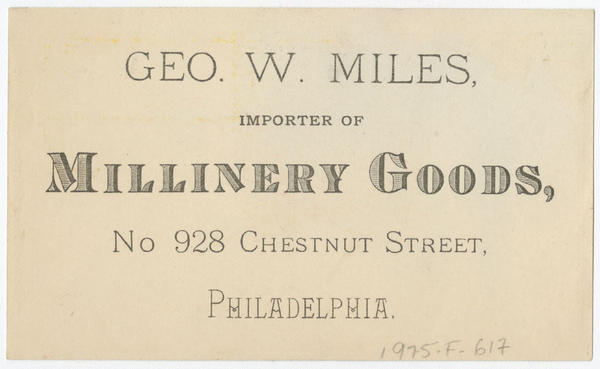 GEO. W. MILES,
IMPORTER OF
MILLINERY GOODS,
No 928 CHESTNUT STREET,
PHILADELPHIA.
1975.F.617